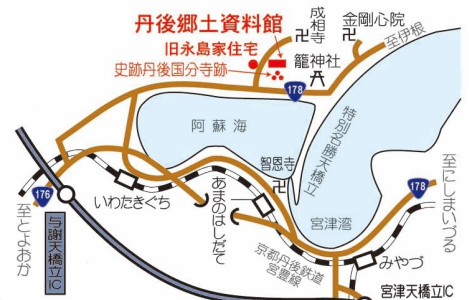 丹後郷土資料館
旧永島家住宅
史跡丹後国分寺跡
成相寺
金剛心院
至伊根
籠神社
178
阿蘇海
特別名勝天橋立
智恩寺
176
至とよおか
与謝天橋立IC
いわたきぐち
あまのはしだて
宮津湾
178
至にしまいづる
京都丹後鉄道
宮豊線
みやづ
宮津天橋立IC